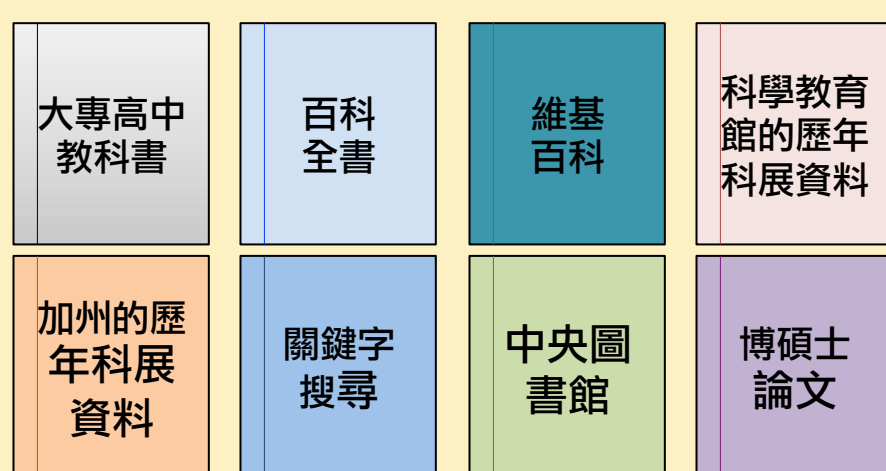 大專高中
教科書
百科
全書
維基
百科
科學教育
館的歷年
科展資料
加州的歷
年科展
資料
關鍵字
搜尋
中央圖
書館
博碩士
論文